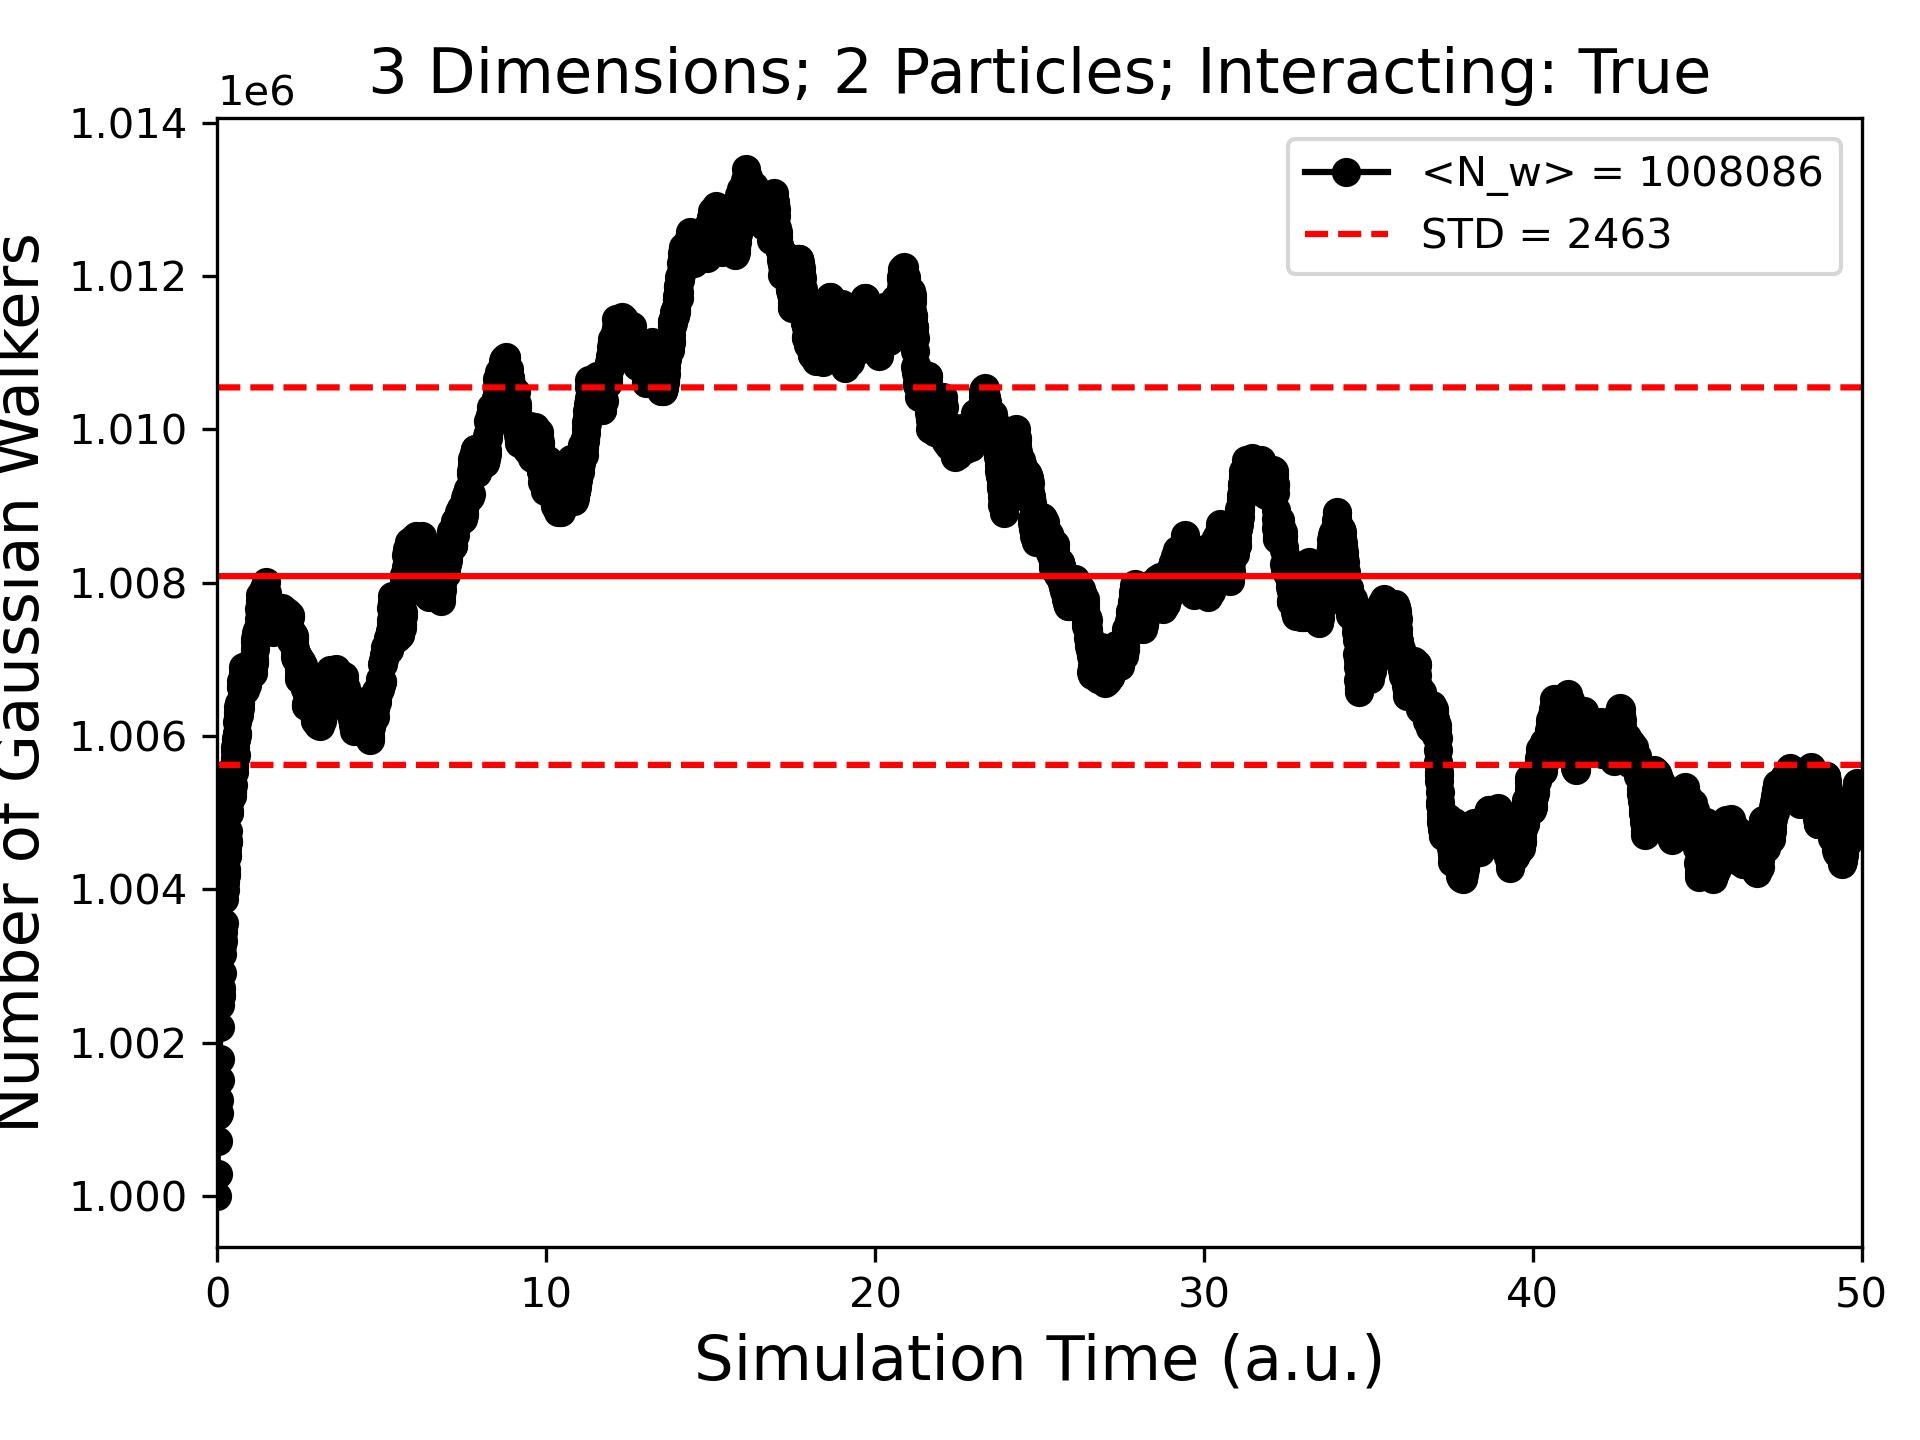 3 Dimensions; 2 Particles; Interacting: True
1e6
<N_w> = 1008086
STD = 2463
Number of Gaussian Walkers
1.014
1.012
1.010
1.008
1.006
1.004
1.002
1.000
0 10 20 30 40 50
Simulation Time (a.u.)